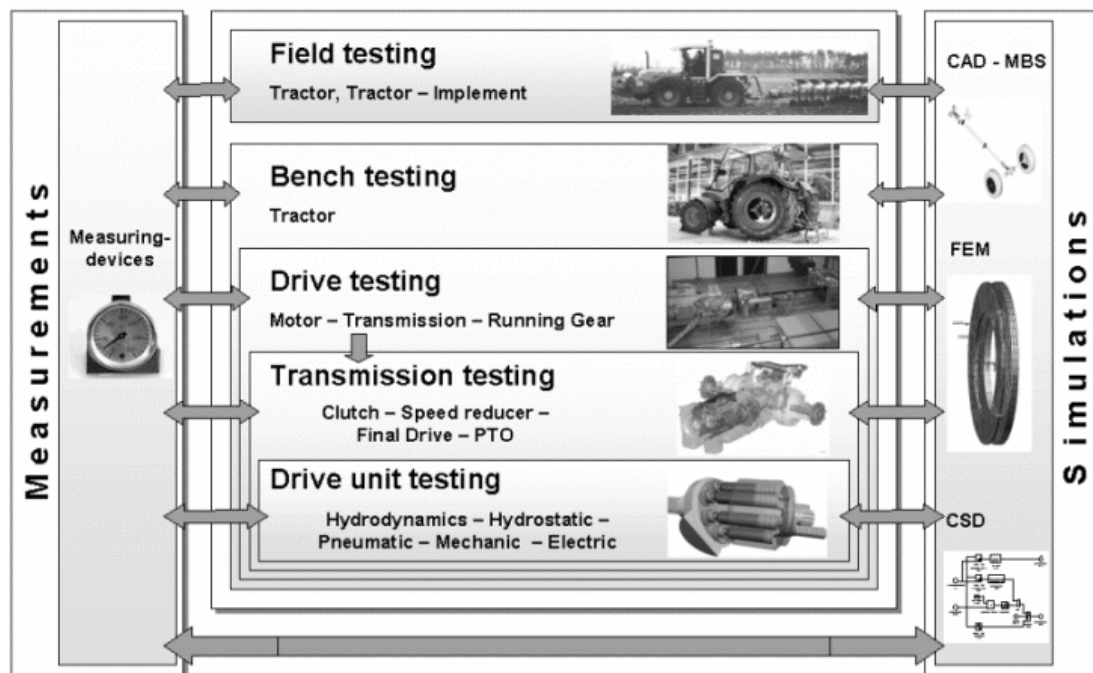 Measurements
Measuring-
devices
Field testing
Tractor, Tractor – Implement
Bench testing
Tractor
Drive testing
Motor – Transmission – Running Gear
Transmission testing
Clutch – Speed reducer –
Final Drive – PTO
Drive unit testing
Hydrodynamics – Hydrostatic –
Pneumatic – Mechanic – Electric
CAD - MBS
FEM
CSD
Simulations